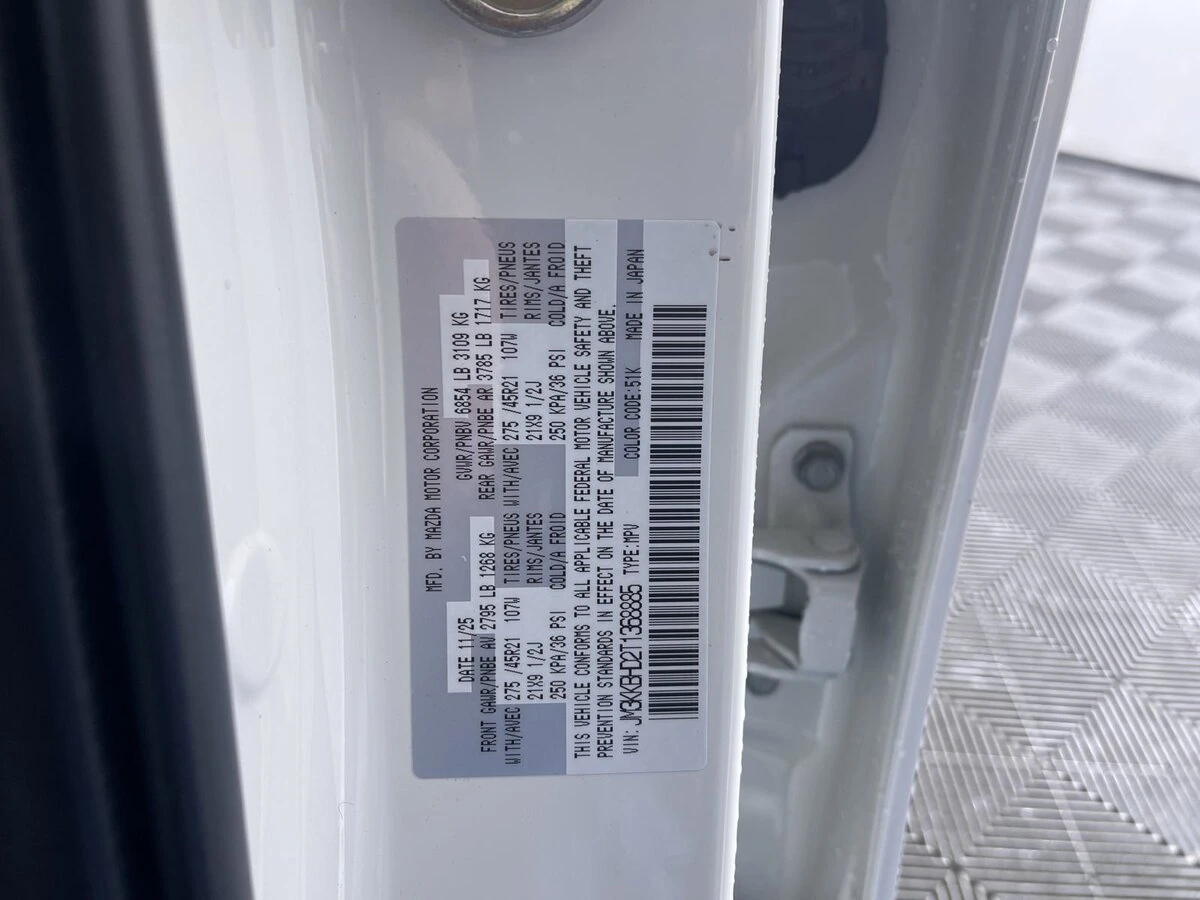 MFD. BY MAZDA MOTOR CORPORATION
DATE 11/25 GVWR/PNBV 6854 LB 3109 KG
FRONT GAWR/PNBE AV 2795 LB 1268 KG REAR GAWR/PNBE AR 3785 LB 1717 KG
WITH/AVEC 275 /45R21 107W TIRES/PNEUS WITH/AVEC 275 /45R21 107W TIRES/PNEUS
21X9 1/2J RIMS/JANTES 21X9 1/2J RIMS/JANTES
250 KPA/36 PSI COLD/A FROID 250 KPA/36 PSI COLD/A FROID
THIS VEHICLE CONFORMS TO ALL APPLICABLE FEDERAL MOTOR VEHICLE SAFETY AND THEFT
PREVENTION STANDARDS IN EFFECT ON THE DATE OF MANUFACTURE SHOWN ABOVE.
VIN: JM3KKBHD2T1368885 TYPE:MPV COLOR CODE:51K MADE IN JAPAN